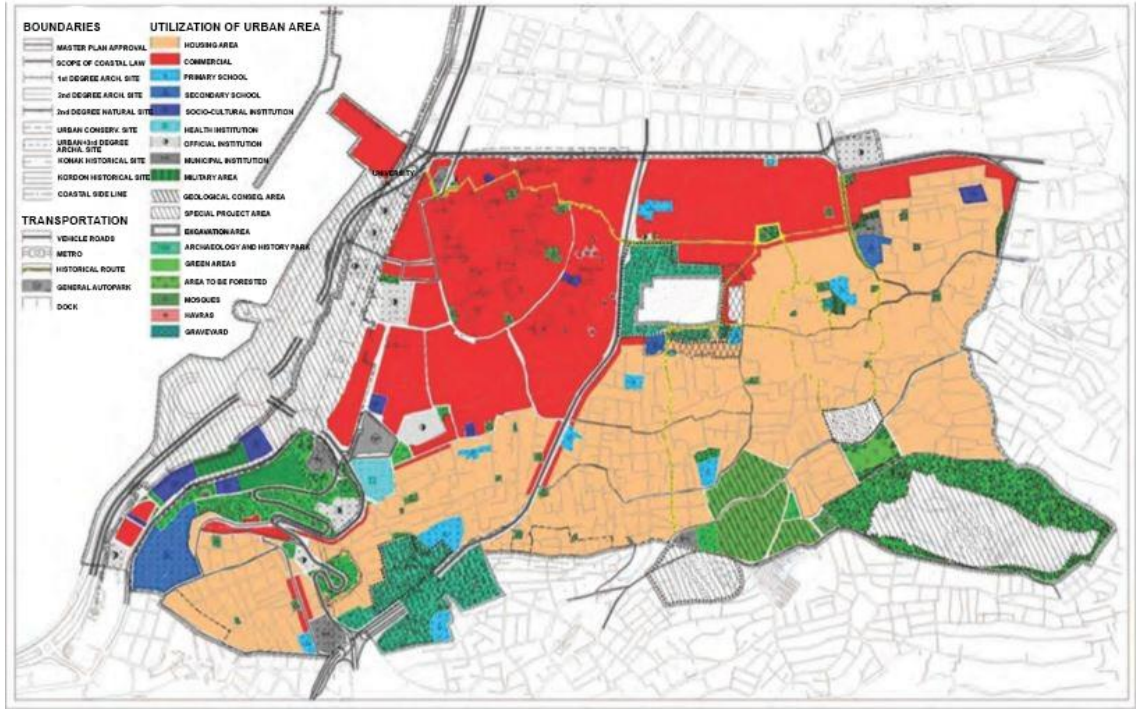 BOUNDARIES
MASTER PLAN APPROVAL
SCOPE OF COASTAL LAW
1st DEGREE ARCH. SITE
2nd DEGREE NATURAL SITE
URBAN CONSERV. SITE
URBAN+3rd DEGREE
ARCHA. SITE
KONAK HISTORICAL SITE
KORDON HISTORICAL SITE
COASTAL SIDE LINE
TRANSPORTATION
VEHICLE ROADS
METRO
HISTORICAL ROUTE
GENERAL AUTOPARK
DOCK
UTILIZATION OF URBAN AREA
HOUSING AREA
COMMERCIAL
PRIMARY SCHOOL
SECONDARY SCHOOL
SOCIO-CULTURAL INSTITUTION
HEALTH INSTITUTION
OFFICIAL INSTITUTION
MUNICIPAL INSTITUTION
MILITARY AREA
GEOLOGICAL CONSEQ. AREA
SPECIAL PROJECT AREA
EXCAVATION AREA
ARCHAEOLOGY AND HISTORY PARK
GREEN AREAS
AREA TO BE FORESTED
MOSQUES
HAVRAS
GRAVEYARD
UNIVERSITY